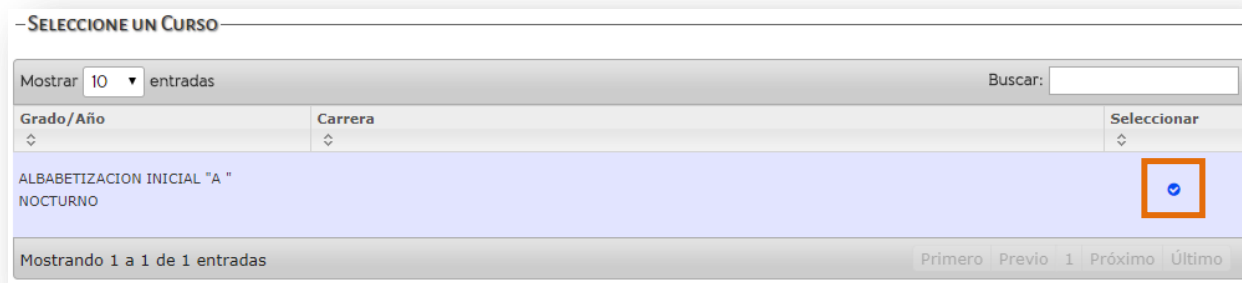 SELECCIONE UN CURSO
Mostrar 10 entradas Buscar:
Grado/Año Carrera Seleccionar
ALBABETIZACION INICIAL "A "
NOCTURNO
Mostrando 1 a 1 de 1 entradas Primero Previo 1 Próximo Último